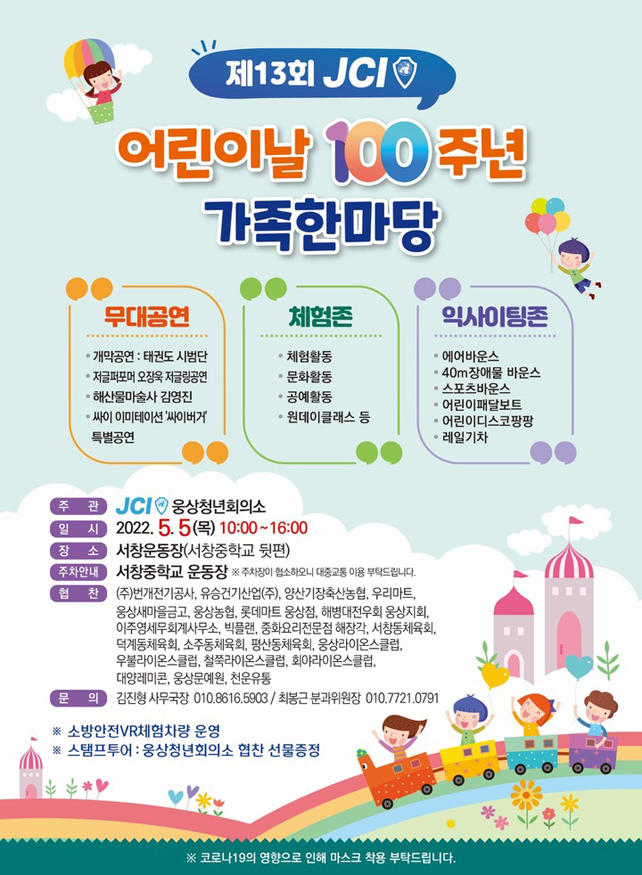 제13회 JCI
어린이날 100주년
가족한마당
무대공연
• 개막공연 : 태권도 시범단
• 저글퍼포머 오장욱 저글링공연
• 해산물마술사 김영진
• 싸이 이미테이션 '싸이버거'
특별공연
체험존
• 체험활동
• 문화활동
• 공예활동
• 원데이클래스 등
익사이팅존
• 에어바운스
• 40m장애물 바운스
• 스포츠바운스
• 어린이패달보트
• 어린이디스코팡팡
• 레일기차
주 관 JCI 웅상청년회의소
일 시 2022. 5. 5(목) 10:00~16:00
장 소 서창운동장(서창중학교 뒷편)
주차안내 서창중학교 운동장 ※ 주차장이 협소하오니 대중교통 이용 부탁드립니다.
협 찬 (주)번개전기공사, 유승건기산업(주), 양산기장축산농협, 우리마트,
웅상새마을금고, 웅상농협, 롯데마트 웅상점, 해병대전우회 웅상지회,
이주영세무회계사무소, 빅플랜, 중화요리전문점 해장각, 서창동체육회,
덕계동체육회, 소주동체육회, 평산동체육회, 웅상라이온스클럽,
우불라이온스클럽, 철쭉라이온스클럽, 회야라이온스클럽,
대양레미콘, 웅상문예원, 천운유통
문 의 김진형 사무국장 010.8616.5903 / 최봉근 분과위원장 010.7721.0791
※ 소방안전VR체험차량 운영
※ 스탬프투어 : 웅상청년회의소 협찬 선물증정
※ 코로나19의 영향으로 인해 마스크 착용 부탁드립니다.